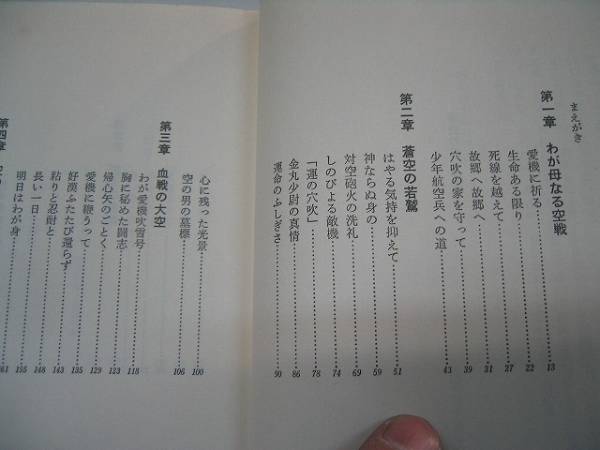 まえがき
第一章 わが母なる空戦
愛機に祈る 13
生命ある限り 22
死線を越えて 27
故郷へ故郷へ 31
穴吹の家を守って 39
少年航空兵への道 43
第二章 蒼空の若鷲
はやる気持を抑えて 51
神ならぬ身の 59
対空砲火の洗礼 69
しのびよる敵機 74
「運の穴吹」 78
金丸少尉の真情 86
運命のふしぎさ 90
心に残った光景 100
空の男の墓標 106
第三章 血戦の大空
わが愛機吹雪号 118
胸に秘めた闘志 123
帰心矢のごとく 129
愛機に鞭うって 135
好漢ふたたび還らず 143
粘りと忍耐と 148
長い一日 155
明日はわが身 161
第四章